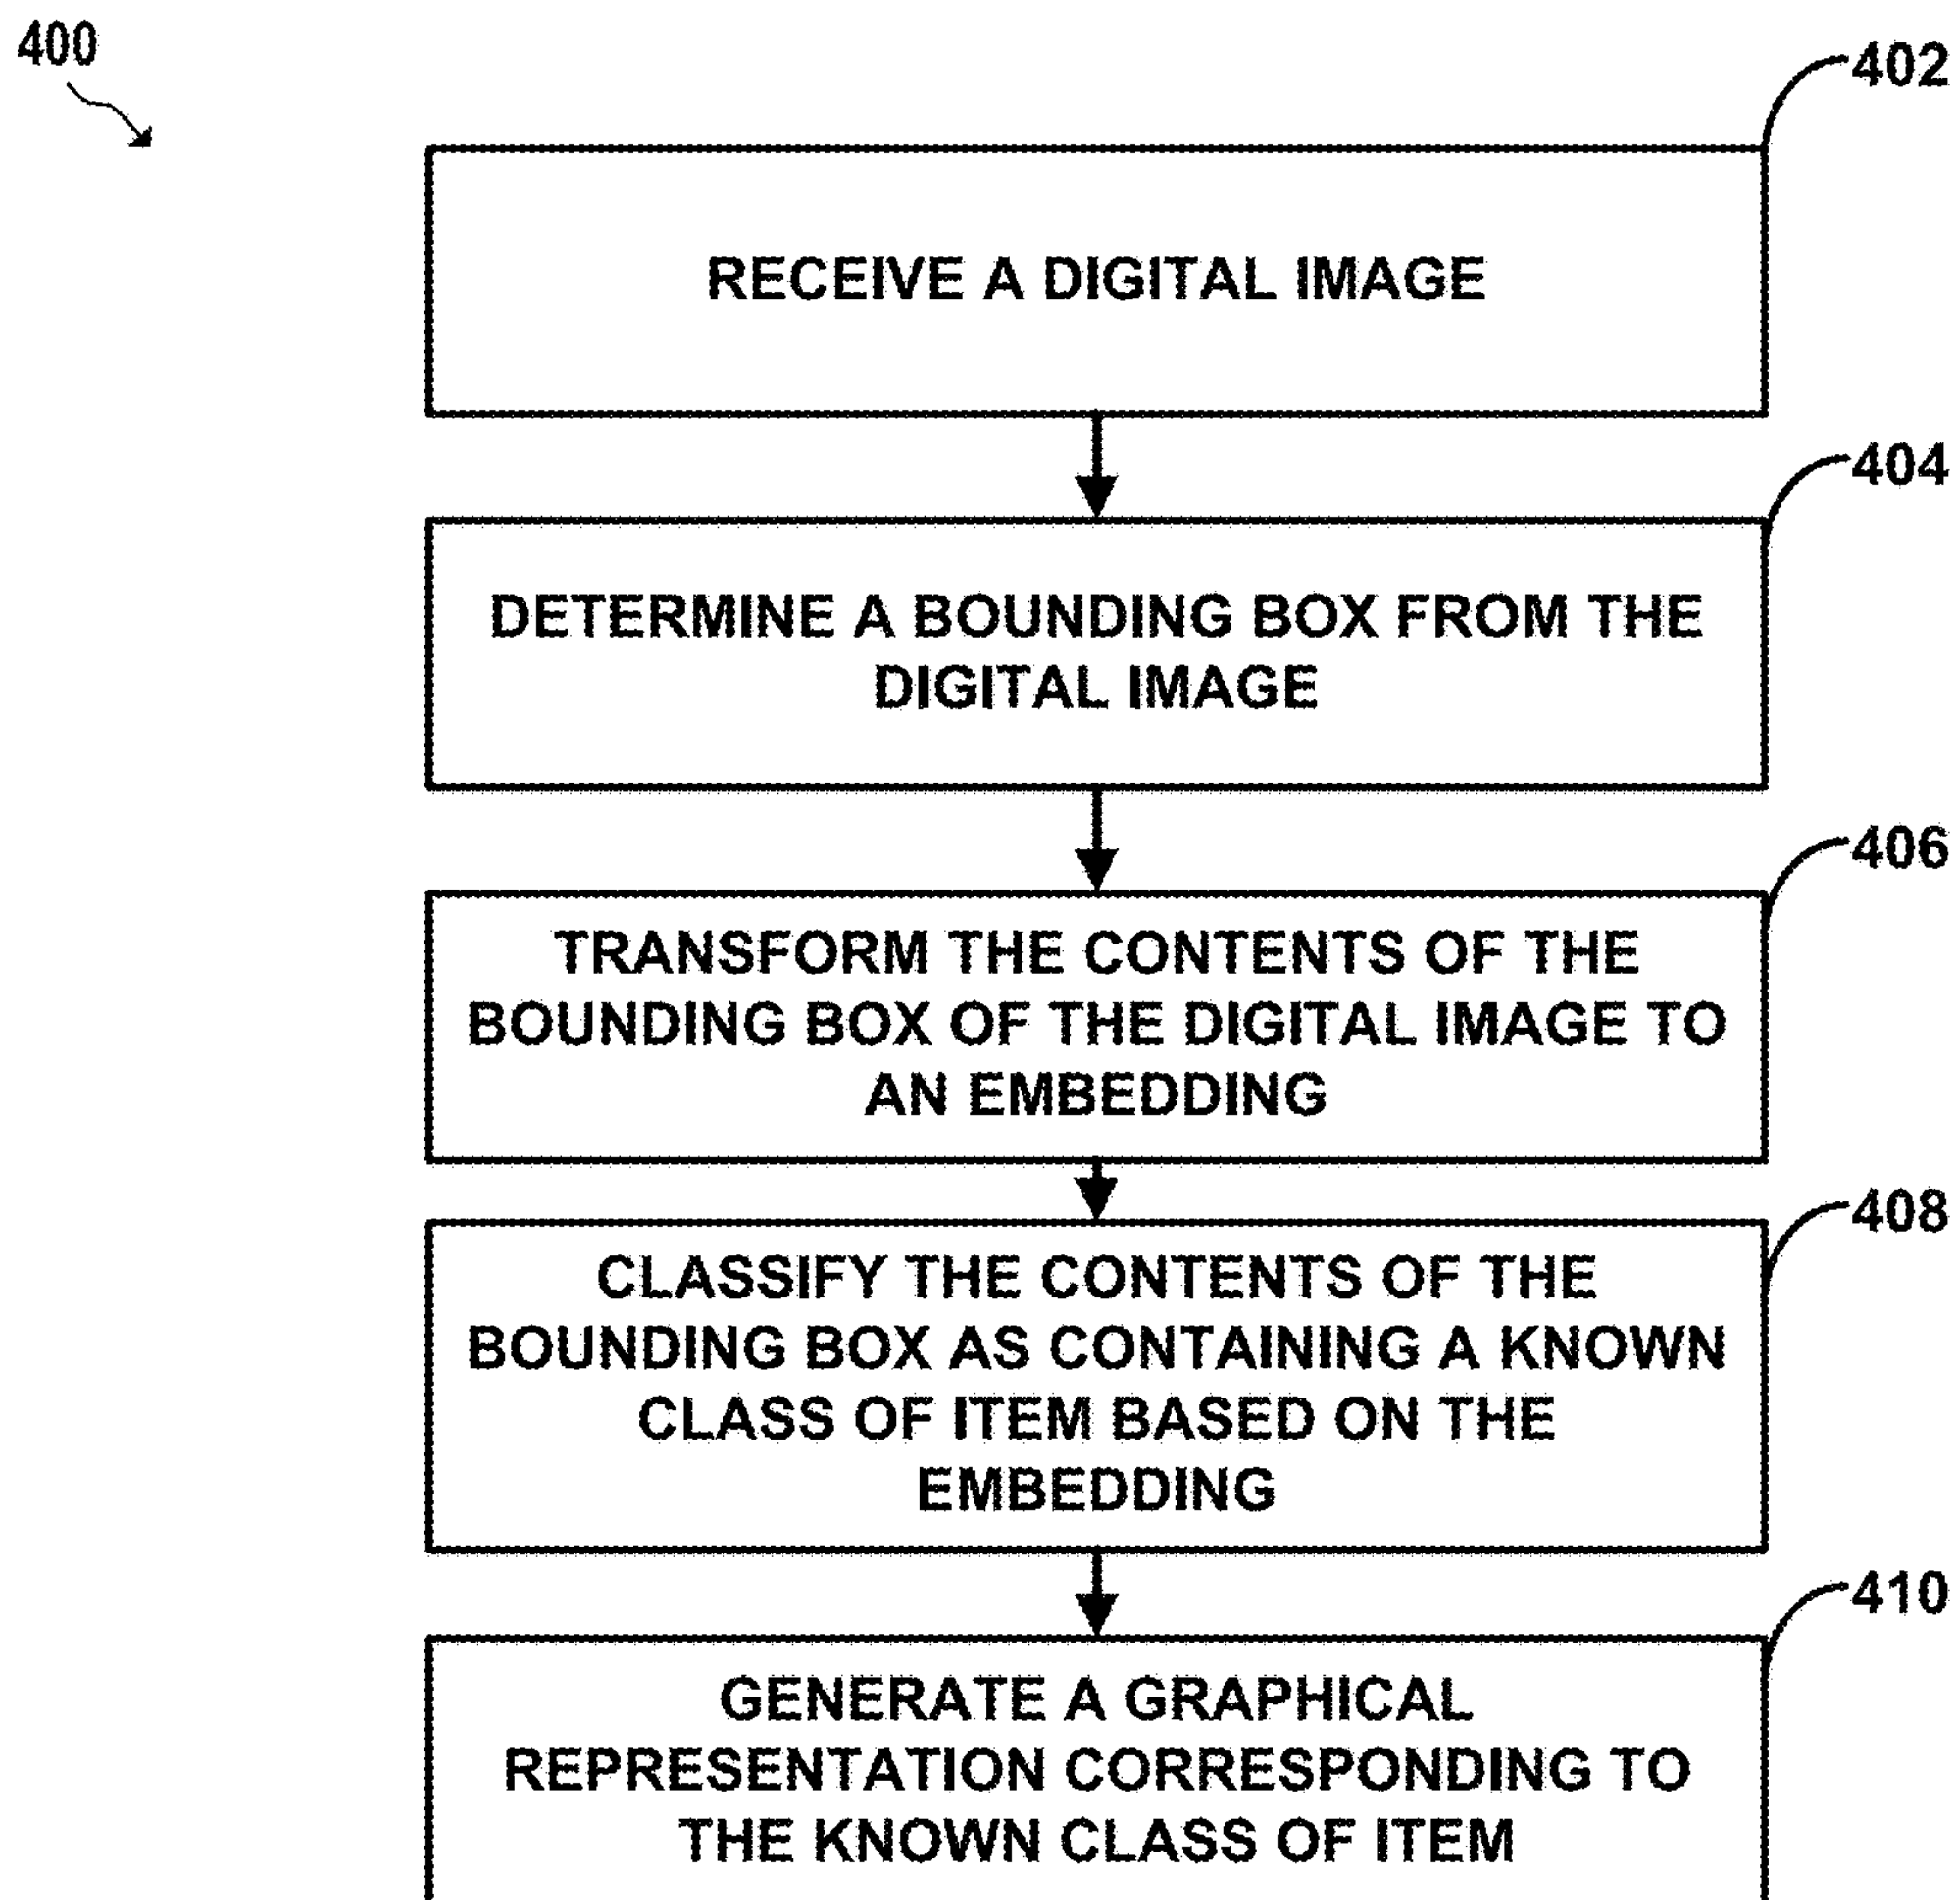 400
402
RECEIVE A DIGITAL IMAGE
404
DETERMINE A BOUNDING BOX FROM THE
DIGITAL IMAGE
406
TRANSFORM THE CONTENTS OF THE
BOUNDING BOX OF THE DIGITAL IMAGE TO
AN EMBEDDING
408
CLASSIFY THE CONTENTS OF THE
BOUNDING BOX AS CONTAINING A KNOWN
CLASS OF ITEM BASED ON THE
EMBEDDING
410
GENERATE A GRAPHICAL
REPRESENTATION CORRESPONDING TO
THE KNOWN CLASS OF ITEM